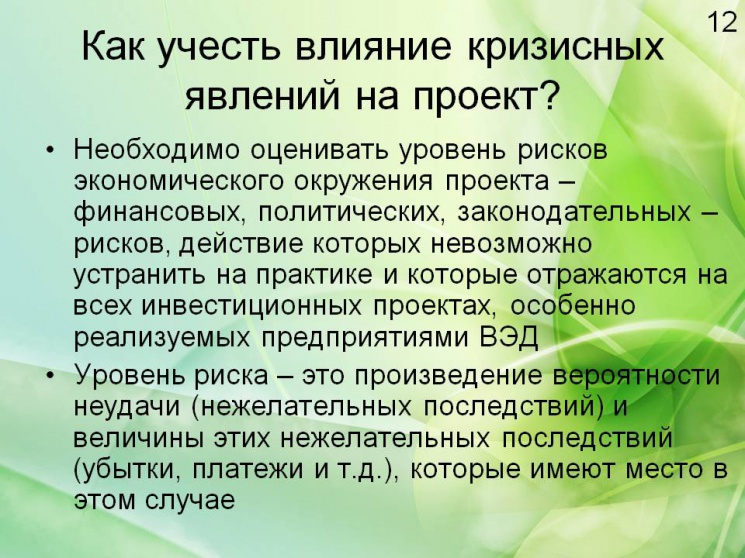 12
Как учесть влияние кризисных
явлений на проект?
• Необходимо оценивать уровень рисков
экономического окружения проекта –
финансовых, политических, законодательных –
рисков, действие которых невозможно
устранить на практике и которые отражаются на
всех инвестиционных проектах, особенно
реализуемых предприятиями ВЭД
• Уровень риска – это произведение вероятности
неудачи (нежелательных последствий) и
величины этих нежелательных последствий
(убытки, платежи и т.д.), которые имеют место в
этом случае